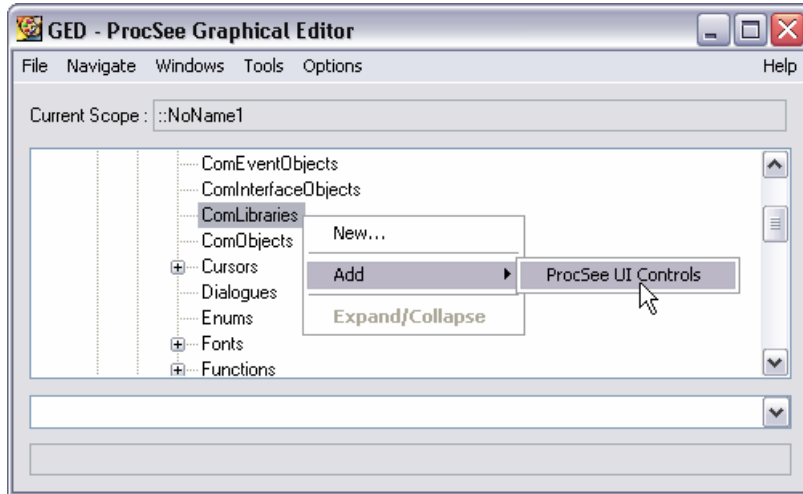 GED - ProcSee Graphical Editor
File Navigate Windows Tools Options Help
Current Scope : ::NoName1
ComEventObjects
ComInterfaceObjects
ComLibraries
New...
ComObjects
Cursors
Add
ProcSee UI Controls
Dialogues
Enums
Expand/Collapse
Fonts
Functions